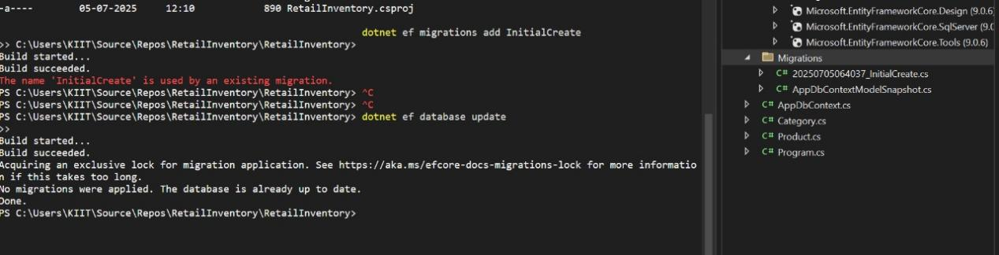 -a---- 05-07-2025 12:10 890 RetailInventory.csproj
dotnet ef migrations add InitialCreate
>> C:\Users\KIIT\Source\Repos\RetailInventory\RetailInventory>
Build started...
Build succeeded.
The name 'InitialCreate' is used by an existing migration.
PS C:\Users\KIIT\Source\Repos\RetailInventory\RetailInventory> ^C
PS C:\Users\KIIT\Source\Repos\RetailInventory\RetailInventory> ^C
PS C:\Users\KIIT\Source\Repos\RetailInventory\RetailInventory> dotnet ef database update
>>
Build started...
Build succeeded.
Acquiring an exclusive lock for migration application. See https://aka.ms/efcore-docs-migrations-lock for more informatio
n if this takes too long.
No migrations were applied. The database is already up to date.
Done.
PS C:\Users\KIIT\Source\Repos\RetailInventory\RetailInventory>
Microsoft.EntityFrameworkCore.Design (9.0.6)
Microsoft.EntityFrameworkCore.SqlServer (9.0
Microsoft.EntityFrameworkCore.Tools (9.0.6)
Migrations
C# 20250705064037_InitialCreate.cs
C# AppDbContextModelSnapshot.cs
C# AppDbContext.cs
C# Category.cs
C# Product.cs
C# Program.cs